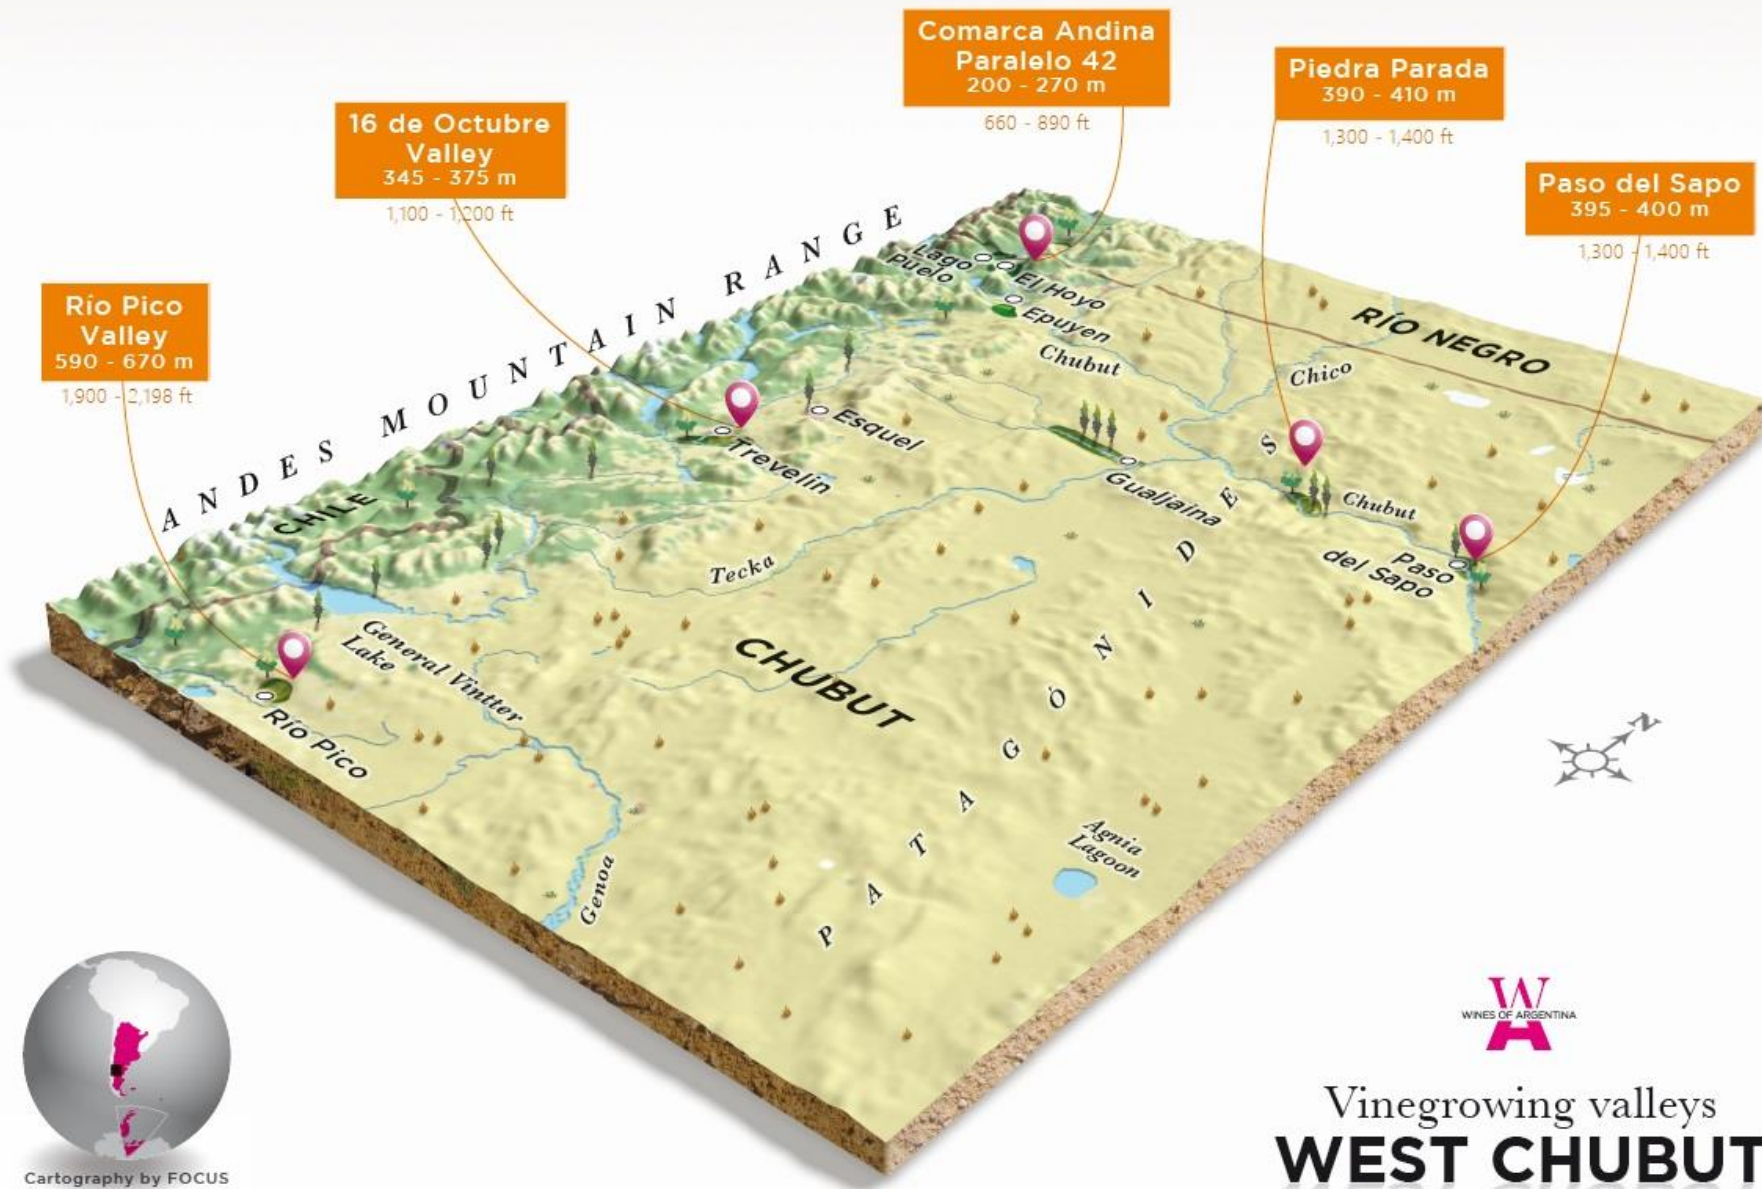 Comarca Andina
Paralelo 42
200 - 270 m
660 - 890 ft
Piedra Parada
390 - 410 m
1,300 - 1,400 ft
16 de Octubre
Valley
345 - 375 m
1,100 - 1,200 ft
Paso del Sapo
395 - 400 m
1,300 - 1,400 ft
Río Pico
Valley
590 - 670 m
1,900 - 2,198 ft
ANDES MOUNTAIN RANGE
Lago
Puelo
El Hoyo
Epuyen
RÍO NEGRO
Chubut
Chico
Esquel
Trevelin
Gualjaina
CHILE
Chubut
Paso
del Sapo
Tecka
PATAGÓNIDES
General Vintter
Lake
CHUBUT
Río Pico
N
Agnia
Lagoon
Genoa
W
WINES OF ARGENTINA
A
Vinegrowing valleys
WEST CHUBUT
Cartography by FOCUS